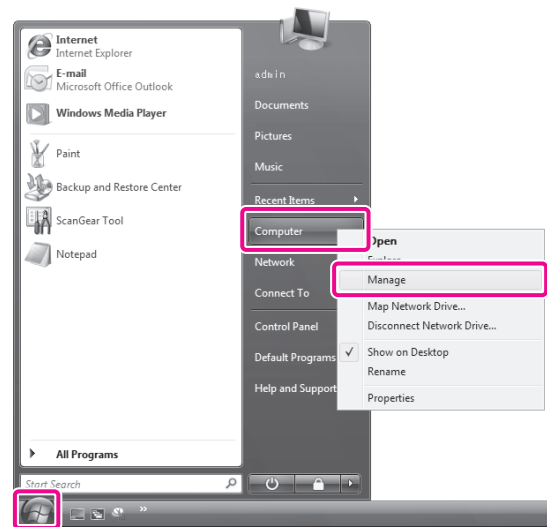 Internet
Internet Explorer
E-mail
Microsoft Office Outlook
Windows Media Player
Paint
Backup and Restore Center
ScanGear Tool
Notepad
All Programs
Start Search
admin
Documents
Pictures
Music
Recent Items
Computer
Network
Connect To
Control Panel
Default Programs
Help and Support
Open
Explore
Manage
Map Network Drive...
Disconnect Network Drive...
Show on Desktop
Rename
Properties